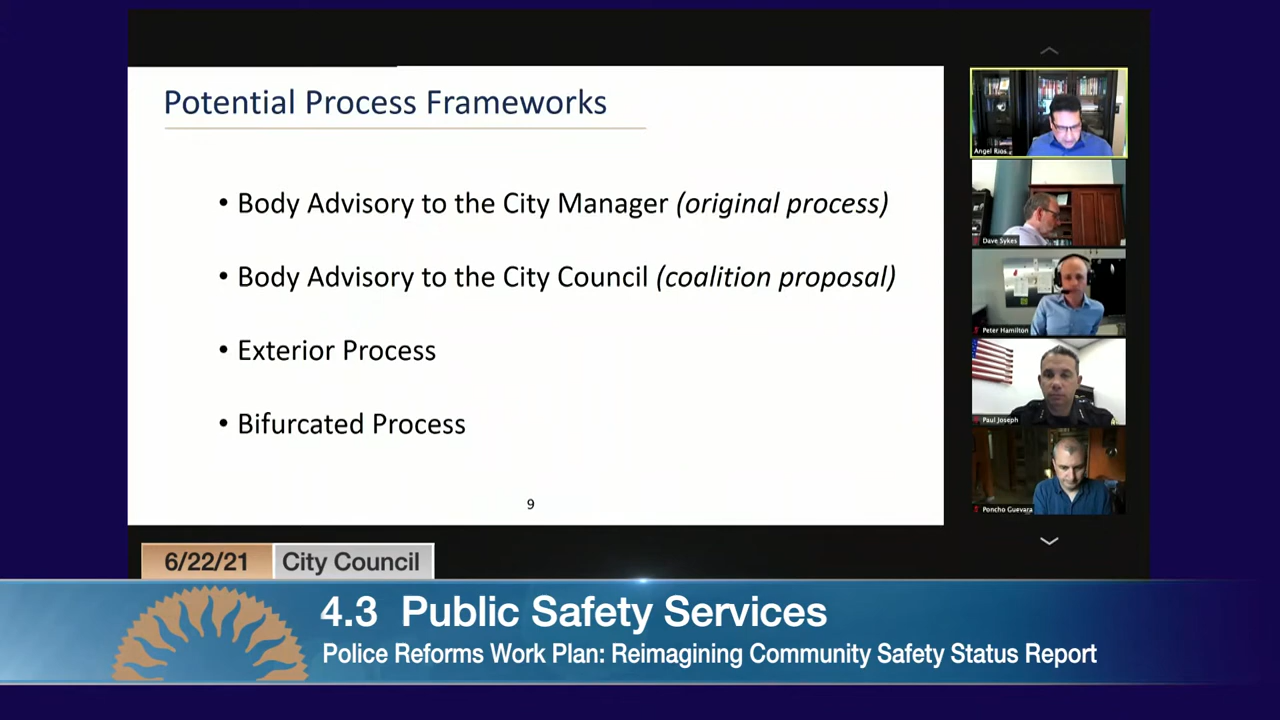 Potential Process Frameworks
• Body Advisory to the City Manager (original process)
• Body Advisory to the City Council (coalition proposal)
• Exterior Process
• Bifurcated Process
9
Angel Rios
Dave Sykes
Peter Hamilton
Paul Joseph
Poncho Guevara
6/22/21 City Council
4.3 Public Safety Services
Police Reforms Work Plan: Reimagining Community Safety Status Report